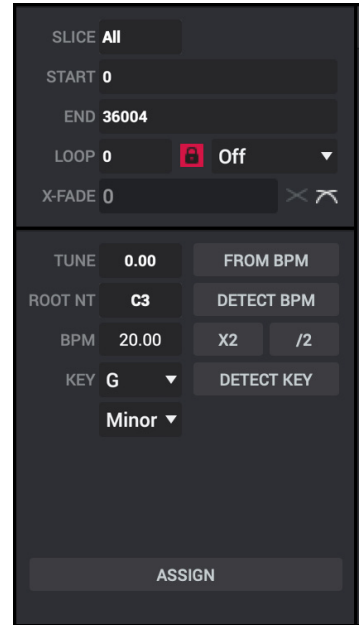 SLICE All
START 0
END 36004
LOOP 0 Off
X-FADE 0
TUNE 0.00 FROM BPM
ROOT NT C3 DETECT BPM
BPM 20.00 X2 /2
KEY G DETECT KEY
Minor
ASSIGN